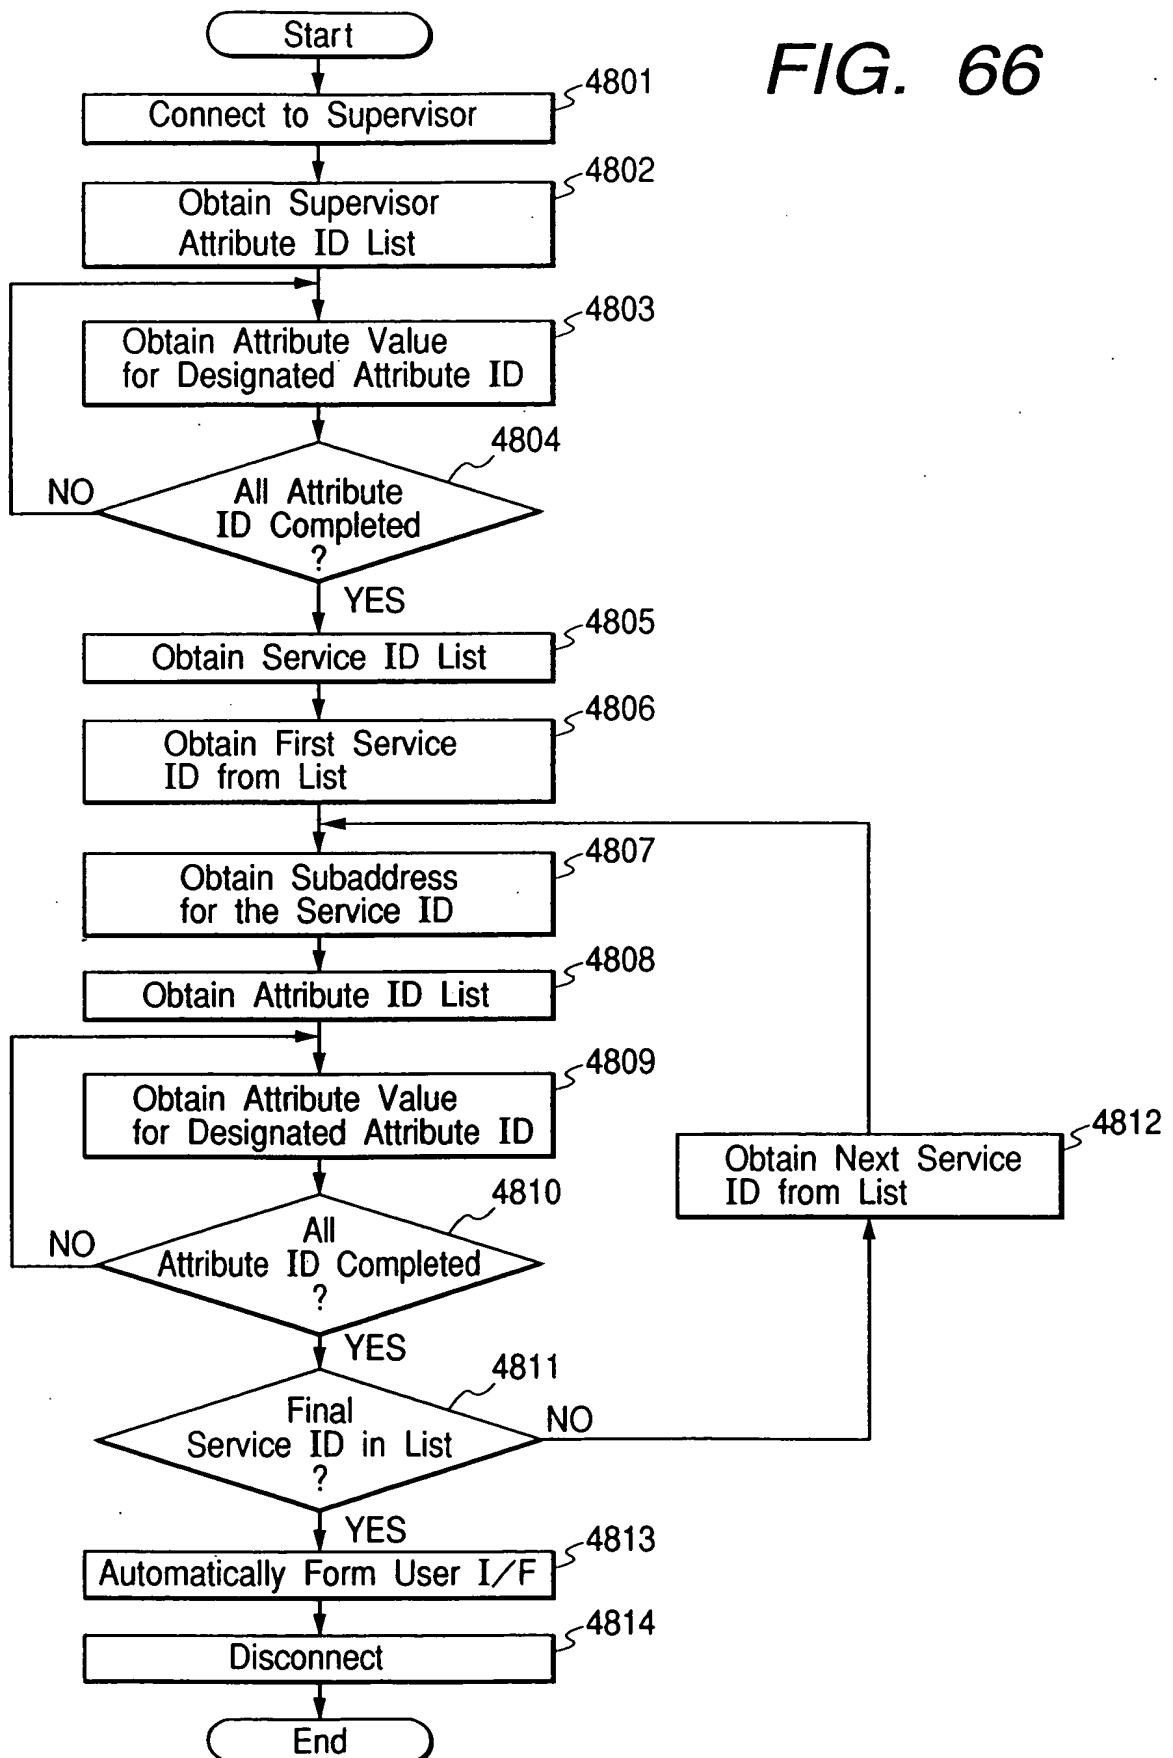 FIG. 66
Start
4801
Connect to Supervisor
4802
Obtain Supervisor
Attribute ID List
4803
Obtain Attribute Value
for Designated Attribute ID
4804
NO
All Attribute
ID Completed
?
YES
4805
Obtain Service ID List
4806
Obtain First Service
ID from List
4807
Obtain Subaddress
for the Service ID
4808
Obtain Attribute ID List
4809
Obtain Attribute Value
for Designated Attribute ID
4812
Obtain Next Service
ID from List
4810
NO
All
Attribute ID Completed
?
YES
4811
Final
Service ID in List
?
NO
YES
4813
Automatically Form User I/F
4814
Disconnect
End